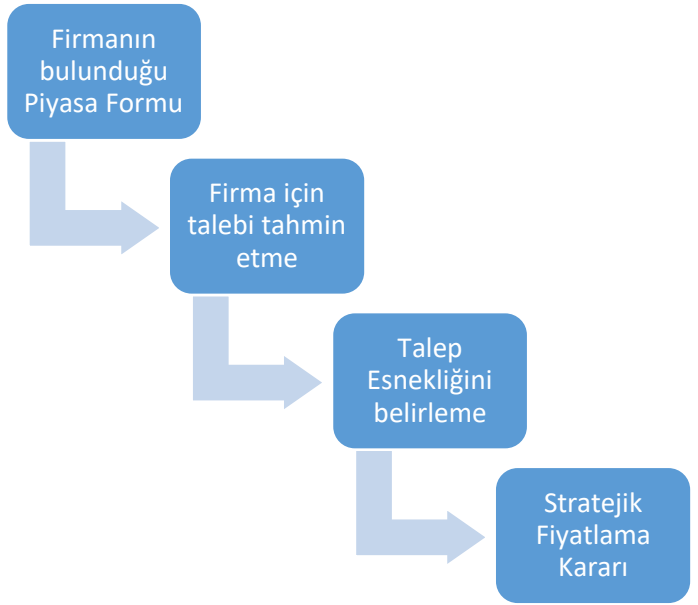 Firmanın
bulunduğu
Piyasa Formu
Firma için
talebi tahmin
etme
Talep
Esnekliğini
belirleme
Stratejik
Fiyatlama
Kararı